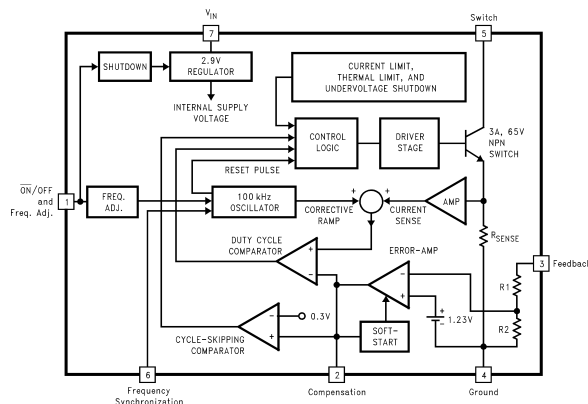 VIN
7
Switch
5
SHUTDOWN
2.9V
REGULATOR
INTERNAL SUPPLY
VOLTAGE
CURRENT LIMIT,
THERMAL LIMIT, AND
UNDERVOLTAGE SHUTDOWN
CONTROL
LOGIC
DRIVER
STAGE
3A, 65V
NPN
SWITCH
RESET PULSE
ON/OFF
and
Freq. Adj.
1
FREQ.
ADJ.
100 kHz
OSCILLATOR
+
+
CORRECTIVE
RAMP
CURRENT
SENSE
AMP
RSENSE
DUTY CYCLE
COMPARATOR
+
−
ERROR-AMP
−
+
3
Feedback
R1
R2
+
−
1.23V
CYCLE-SKIPPING
COMPARATOR
−
+
0.3V
SOFT-
START
6
2
4
Frequency
Synchronization
Compensation
Ground